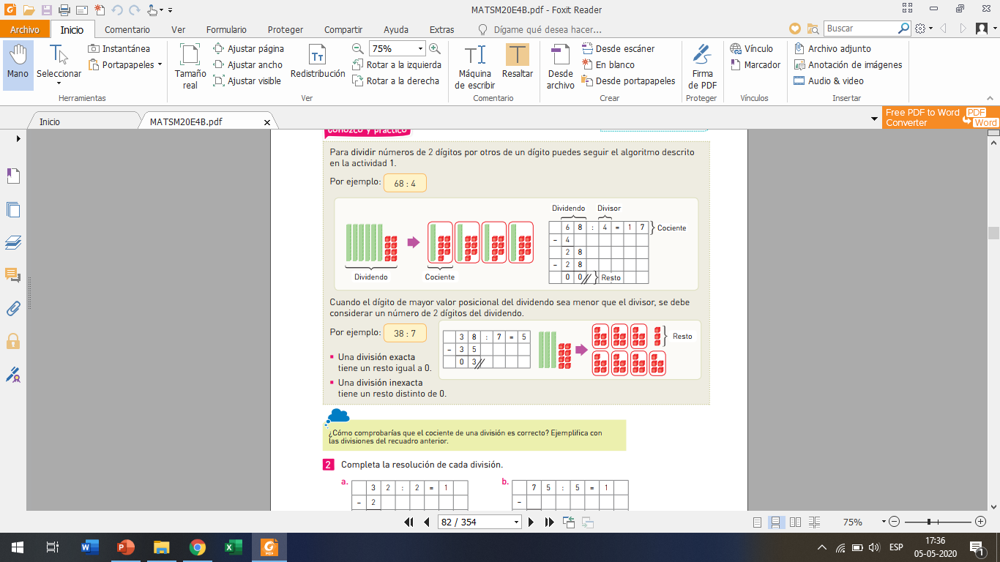 MATSM20E4B.pdf - Foxit Reader
Archivo Inicio Comentario Ver Formulario Proteger Compartir Ayuda Extras Dígame qué desea hacer... Buscar
Mano
Seleccionar
Instantánea
Portapapeles
Herramientas
Tamaño real
Ajustar página
Ajustar ancho
Ajustar visible
Redistribución
75%
Rotar a la izquierda
Rotar a la derecha
Ver
Máquina de escribir
Resaltar
Comentario
Desde archivo
Desde escáner
En blanco
Desde portapapeles
Crear
Firma de PDF
Proteger
Vínculo
Marcador
Vínculos
Archivo adjunto
Anotación de imágenes
Audio & video
Insertar
Inicio MATSM20E4B.pdf
Free PDF to Word Converter PDF Word
conozco y practico
Para dividir números de 2 dígitos por otros de un dígito puedes seguir el algoritmo descrito
en la actividad 1.
Por ejemplo: 68 : 4
Dividendo Cociente
Dividendo Divisor
6 8 : 4 = 1 7 Cociente
− 4
2 8
− 2 8
0 0 Resto
Cuando el dígito de mayor valor posicional del dividendo sea menor que el divisor, se debe
considerar un número de 2 dígitos del dividendo.
Por ejemplo: 38 : 7
3 8 : 7 = 5
− 3 5
0 3
Resto
Una división exacta
tiene un resto igual a 0.
Una división inexacta
tiene un resto distinto de 0.
¿Cómo comprobarías que el cociente de una división es correcto? Ejemplifica con
las divisiones del recuadro anterior.
2 Completa la resolución de cada división.
a. 3 2 : 2 = 1
− 2
b. 7 5 : 5 = 1
−
82 / 354
75%
ESP
17:36
05-05-2020
1